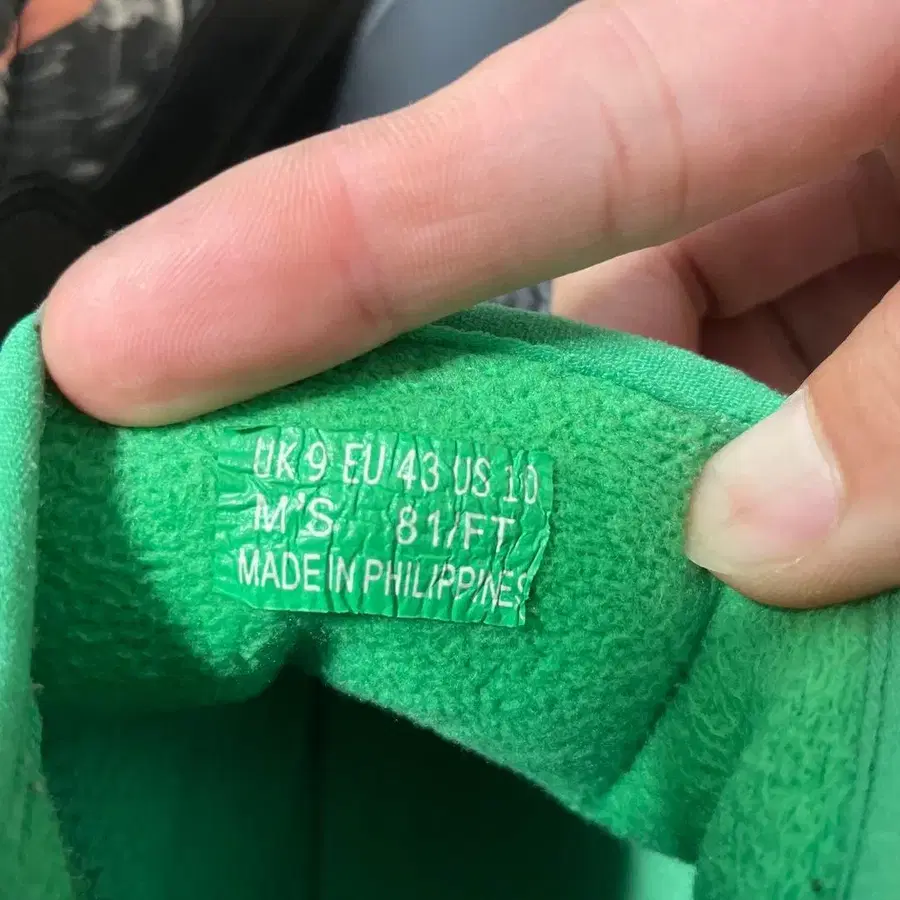 UK 9 EU 43 US 10
M'S 81/FT
MADE IN PHILIPPINES